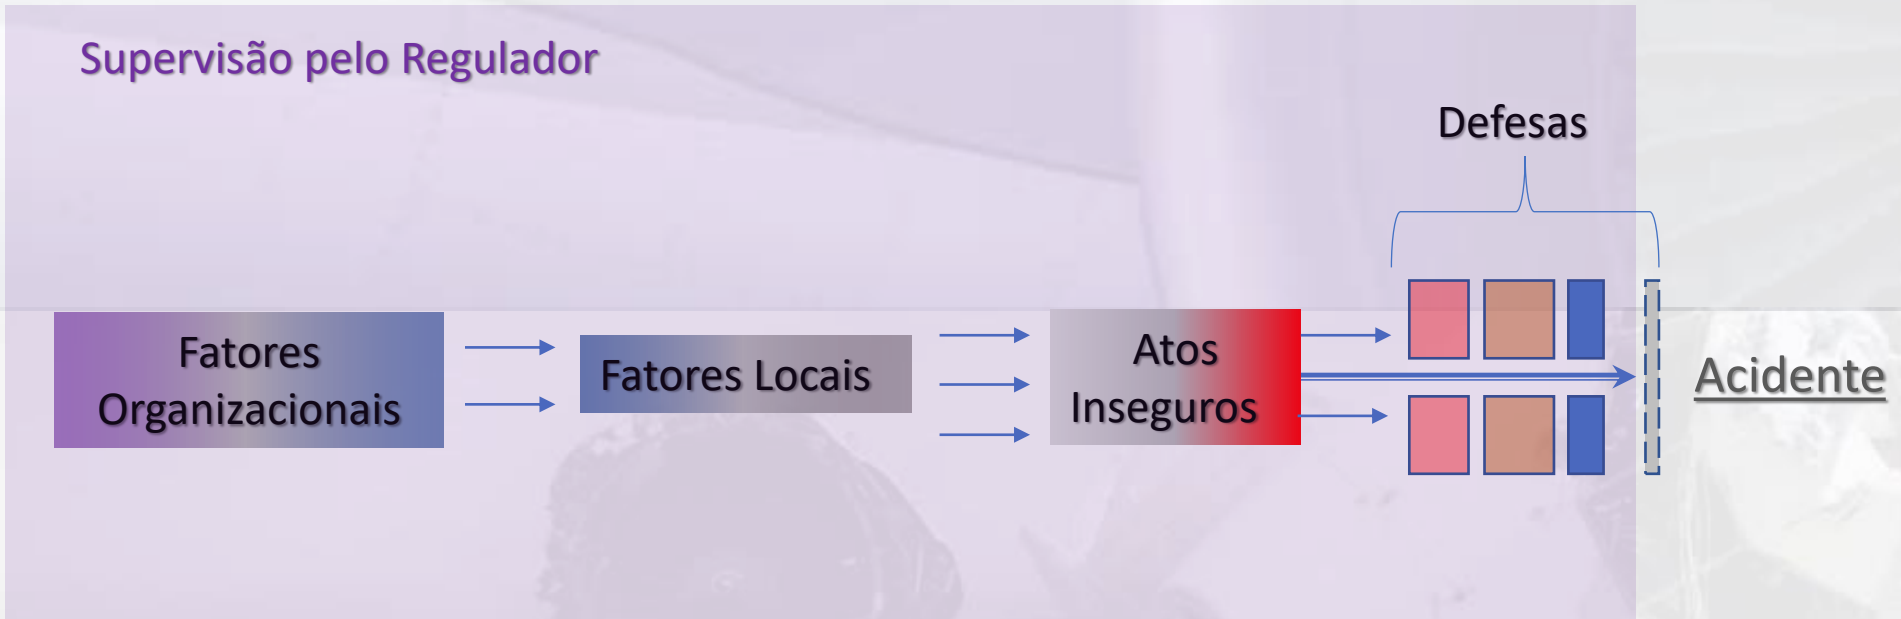 Supervisão pelo Regulador
Defesas
Fatores
Organizacionais
Fatores Locais
Atos
Inseguros
Acidente